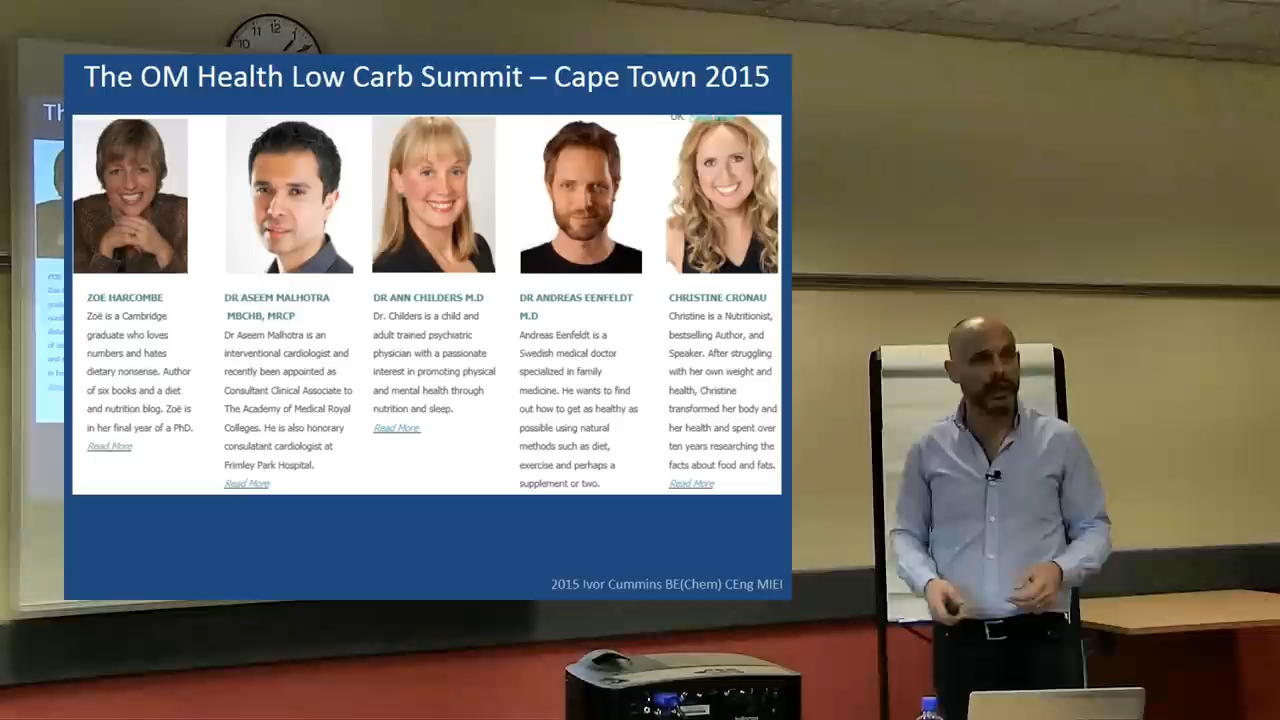 11
12
10
The OM Health Low Carb Summit – Cape Town 2015
UK.
ZOE HARCOMBE
Zoë is a Cambridge
graduate who loves
numbers and hates
dietary nonsense. Author
of six books and a diet
and nutrition blog. Zoë is
in her final year of a PhD.
Read More
DR ASEEM MALHOTRA
MBCHB, MRCP
Dr Aseem Malhotra is an
interventional cardiologist and
recently been appointed as
Consultant Clinical Associate to
The Academy of Medical Royal
Colleges. He is also honorary
consulatant cardiologist at
Frimley Park Hospital.
Read More
DR ANN CHILDERS M.D
Dr. Childers is a child and
adult trained psychiatric
physician with a passionate
interest in promoting physical
and mental health through
nutrition and sleep.
Read More
DR ANDREAS EENFELDT
M.D
Andreas Eenfeldt is a
Swedish medical doctor
specialized in family
medicine. He wants to find
out how to get as healthy as
possible using natural
methods such as diet,
exercise and perhaps a
supplement or two.
CHRISTINE CRONAU
Christine is a Nutritionist,
bestselling Author, and
Speaker. After struggling
with her own weight and
health, Christine
transformed her body and
her health and spent over
ten years researching the
facts about food and fats.
Read More
2015 Ivor Cummins BE(Chem) CEng MIEI